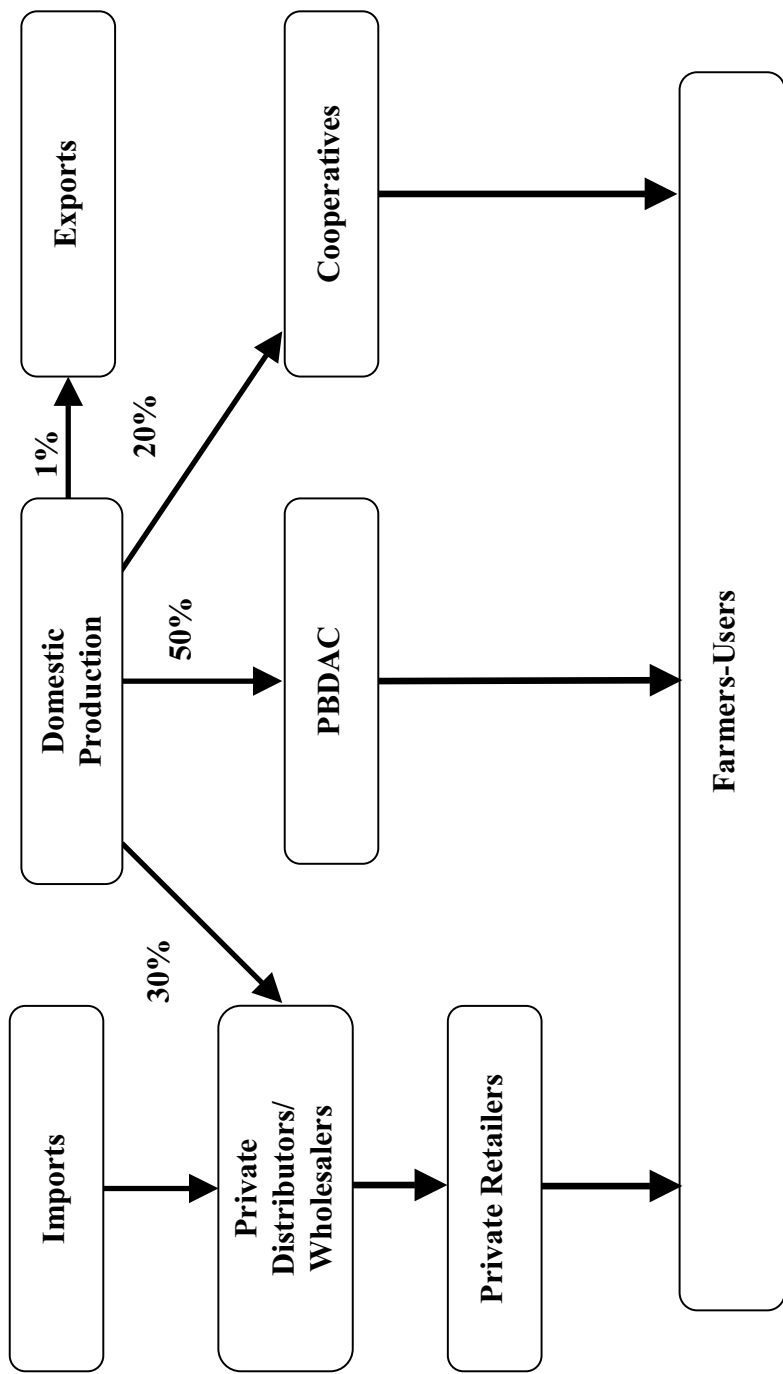 Imports
Domestic
Production
1%
Exports
30%
50%
20%
Private
Distributors/
Wholesalers
PBDAC
Cooperatives
Private Retailers
Farmers-Users